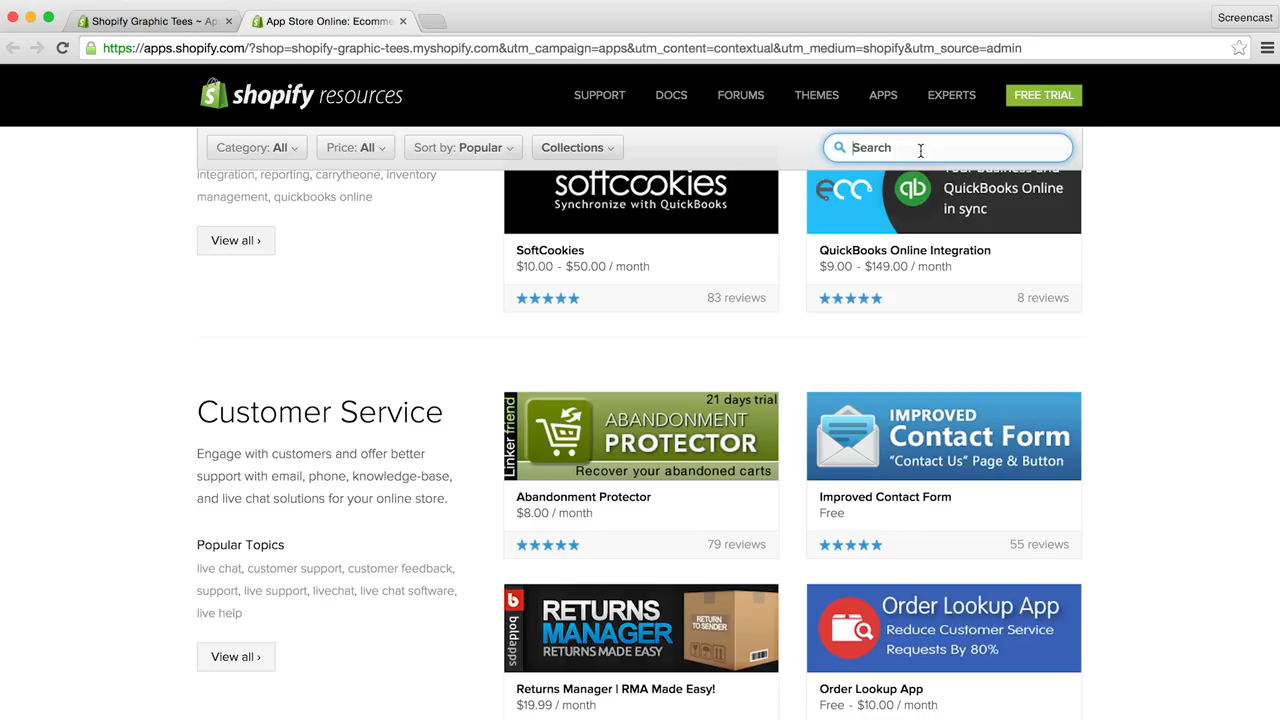 Shopify Graphic Tees ~ Ap
App Store Online: Ecomme
Screencast
https://apps.shopify.com/?shop=shopify-graphic-tees.myshopify.com&utm_campaign=apps&utm_content=contextual&utm_medium=shopify&utm_source=admin
shopify resources
SUPPORT
DOCS
FORUMS
THEMES
APPS
EXPERTS
FREE TRIAL
Category: All
Price: All
Sort by: Popular
Collections
Search
integration, reporting, carrytheone, inventory
management, quickbooks online
View all ›
softcookies
Synchronize with QuickBooks
SoftCookies
$10.00 - $50.00 / month
83 reviews
qb
Your business and
QuickBooks Online
in sync
QuickBooks Online Integration
$9.00 - $149.00 / month
8 reviews
Customer Service
Engage with customers and offer better
support with email, phone, knowledge-base,
and live chat solutions for your online store.
Popular Topics
live chat, customer support, customer feedback,
support, live support, livechat, live chat software,
live help
View all ›
Linker friend
21 days trial
ABANDONMENT
PROTECTOR
Recover your abandoned carts
Abandonment Protector
$8.00 / month
79 reviews
IMPROVED
Contact Form
"Contact Us" Page & Button
Improved Contact Form
Free
55 reviews
b
boldapps
RETURNS
MANAGER
RETURNS MADE EASY
RETURN
TO SENDER
Returns Manager | RMA Made Easy!
$19.99 / month
Order Lookup App
Reduce Customer Service
Requests By 80%
Order Lookup App
Free - $10.00 / month